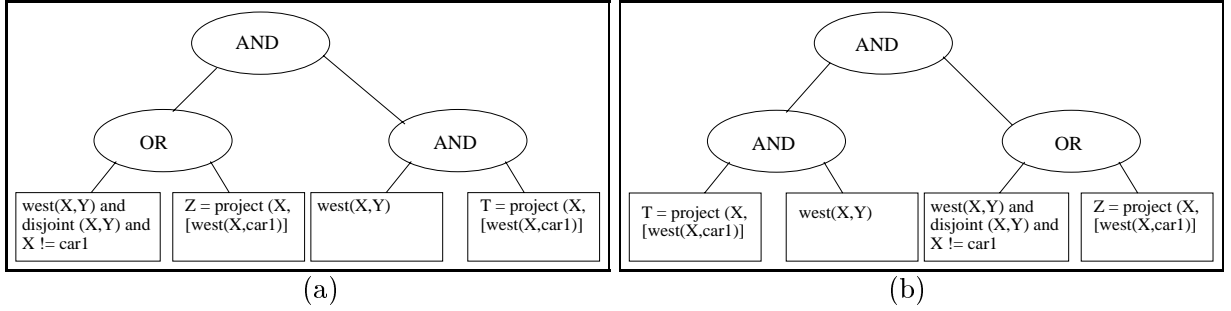 AND
OR
AND
west(X,Y) and
disjoint (X,Y) and
X != car1
Z = project (X,
[west(X,car1)]
west(X,Y)
T = project (X,
[west(X,car1)]
(a)
AND
AND
OR
T = project (X,
[west(X,car1)]
west(X,Y)
west(X,Y) and
disjoint (X,Y) and
X != car1
Z = project (X,
[west(X,car1)]
(b)